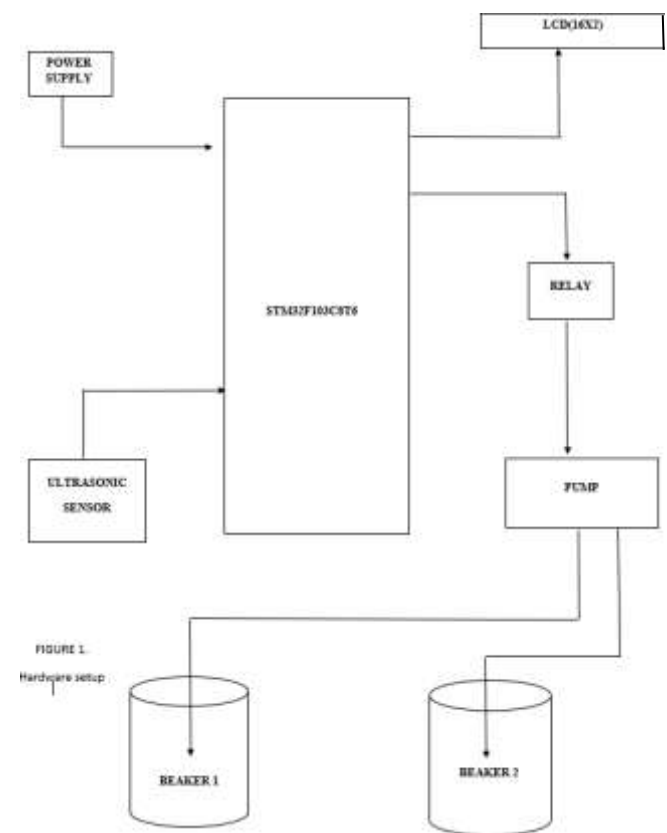 LCD(16X2)
POWER
SUPPLY
RELAY
STM32F103C8T6
ULTRASONIC
SENSOR
PUMP
FIGURE 1.
Hardware setup
BEAKER 1
BEAKER 2